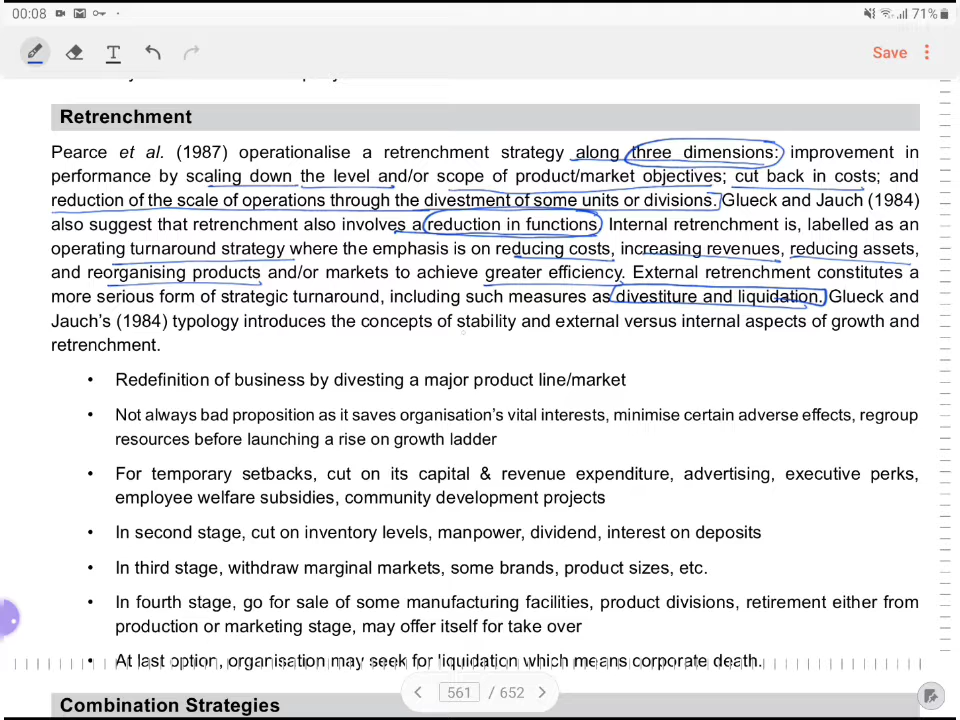 00:08
71%
T
Save
Retrenchment
Pearce et al. (1987) operationalise a retrenchment strategy along three dimensions: improvement in
performance by scaling down the level and/or scope of product/market objectives; cut back in costs; and
reduction of the scale of operations through the divestment of some units or divisions. Glueck and Jauch (1984)
also suggest that retrenchment also involves a reduction in functions. Internal retrenchment is, labelled as an
operating turnaround strategy where the emphasis is on reducing costs, increasing revenues, reducing assets,
and reorganising products and/or markets to achieve greater efficiency. External retrenchment constitutes a
more serious form of strategic turnaround, including such measures as divestiture and liquidation. Glueck and
Jauch's (1984) typology introduces the concepts of stability and external versus internal aspects of growth and
retrenchment.
• Redefinition of business by divesting a major product line/market
• Not always bad proposition as it saves organisation's vital interests, minimise certain adverse effects, regroup
resources before launching a rise on growth ladder
• For temporary setbacks, cut on its capital & revenue expenditure, advertising, executive perks,
employee welfare subsidies, community development projects
• In second stage, cut on inventory levels, manpower, dividend, interest on deposits
• In third stage, withdraw marginal markets, some brands, product sizes, etc.
• In fourth stage, go for sale of some manufacturing facilities, product divisions, retirement either from
production or marketing stage, may offer itself for take over
• At last option, organisation may seek for liquidation which means corporate death.
561 / 652
Combination Strategies